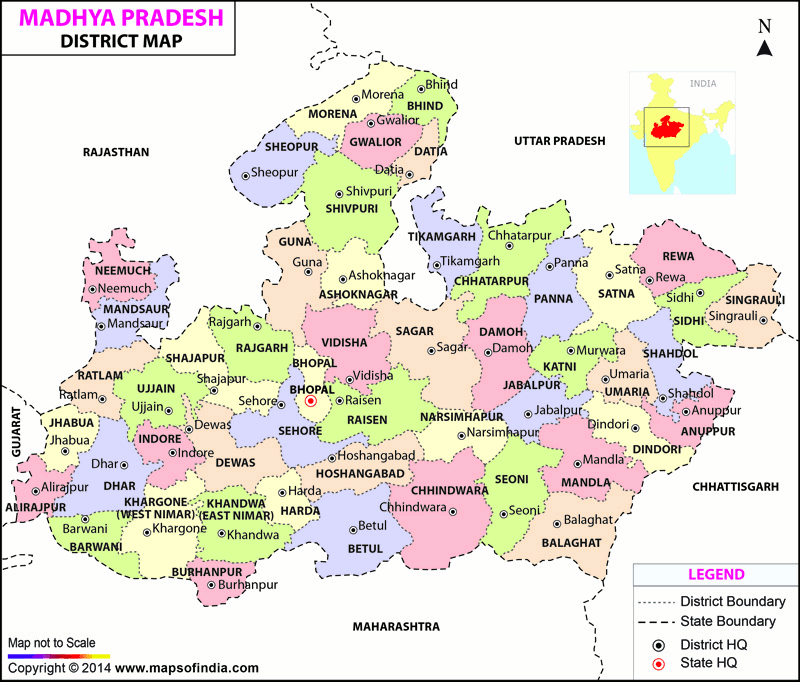 MADHYA PRADESH
DISTRICT MAP
N
INDIA
Bhind
Morena
BHIND
MORENA
Gwalior
RAJASTHAN
SHEOPUR
GWALIOR
DATIA
UTTAR PRADESH
Sheopur
Datia
Shivpuri
SHIVPURI
GUNA
TIKAMGARH
Chhatarpur
NEEMUCH
Guna
Ashoknagar
Tikamgarh
Panna
Satna
REWA
Rewa
Neemuch
ASHOKNAGAR
CHHATARPUR
PANNA
SATNA
Sidhi
SINGRAULI
MANDSAUR
Mandsaur
Rajgarh
SIDHI
Singrauli
SAGAR
DAMOH
RAJGARH
VIDISHA
SHAJAPUR
Sagar
Damoh
Murwara
SHAHDOL
BHOPAL
KATNI
RATLAM
UJJAIN
Shajapur
Vidisha
Umaria
JABALPUR
UMARIA
Ratlam
BHOPAL
Raisen
Shahdol
Sehore
Ujjain
RAISEN
NARSIMHAPUR
Jabalpur
Anuppur
GUJARAT
JHABUA
Dewas
SEHORE
Dindori
ANUPPUR
Jhabua
INDORE
Narsimhapur
Indore
DINDORI
Dhar
DEWAS
Hoshangabad
Mandla
HOSHANGABAD
SEONI
MANDLA
DHAR
Alirajpur
Harda
CHHINDWARA
CHHATTISGARH
ALIRAJPUR
KHARGONE
(WEST NIMAR)
KHANDWA
(EAST NIMAR)
HARDA
Chhindwara
Seoni
Barwani
Khargone
Khandwa
Betul
Balaghat
BARWANI
BETUL
BALAGHAT
BURHANPUR
Burhanpur
MAHARASHTRA
LEGEND
District Boundary
State Boundary
District HQ
State HQ
Map not to Scale
Copyright © 2014 www.mapsofindia.com